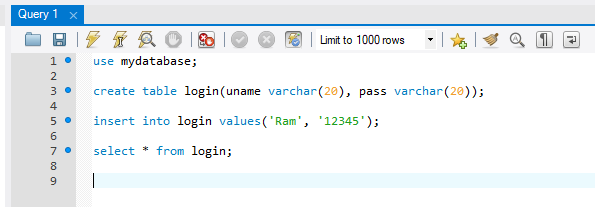 Query 1
Limit to 1000 rows
1 use mydatabase;
2
3 create table login(uname varchar(20), pass varchar(20));
4
5 insert into login values('Ram', '12345');
6
7 select * from login;
8
9